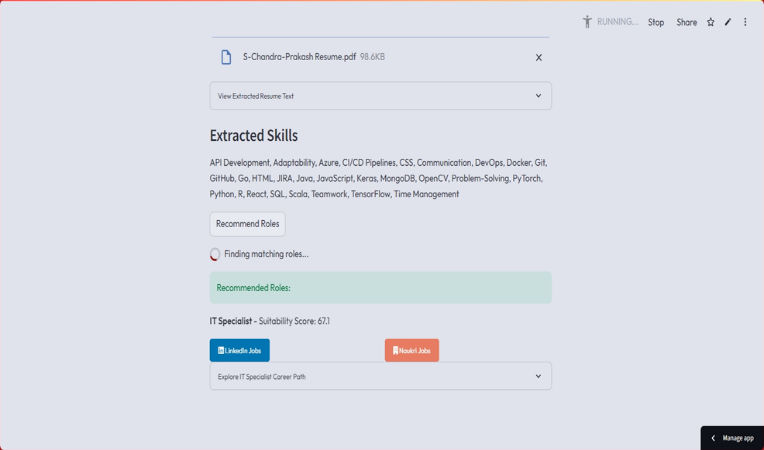 RUNNING...
Stop
Share
S-Chandra-Prakash Resume.pdf 98.6KB
View Extracted Resume Text
Extracted Skills
API Development, Adaptability, Azure, CI/CD Pipelines, CSS, Communication, DevOps, Docker, Git,
GitHub, Go, HTML, JIRA, Java, JavaScript, Keras, MongoDB, OpenCV, Problem-Solving, PyTorch,
Python, R, React, SQL, Scala, Teamwork, TensorFlow, Time Management
Recommend Roles
Finding matching roles...
Recommended Roles:
IT Specialist - Suitability Score: 67.1
LinkedIn Jobs
Naukri Jobs
Explore IT Specialist Career Path
Manage app